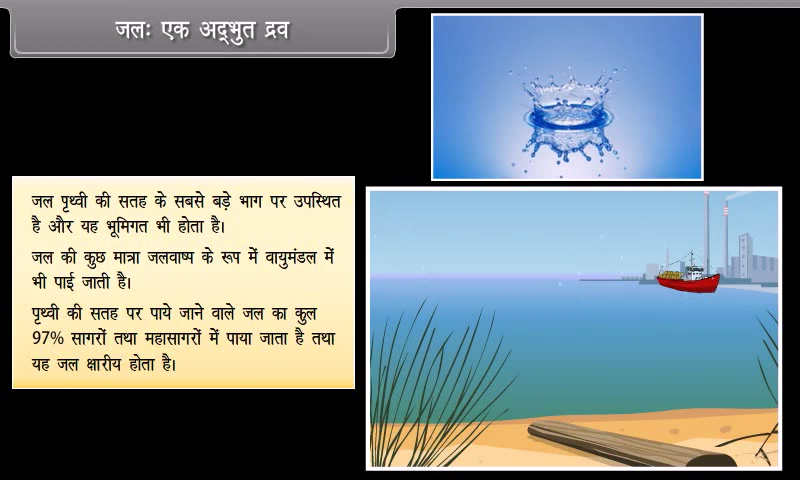 जलः एक अद्भुत द्रव
जल पृथ्वी की सतह के सबसे बड़े भाग पर उपस्थित
है और यह भूमिगत भी होता है।
जल की कुछ मात्रा जलवाष्प के रूप में वायुमंडल में
भी पाई जाती है।
पृथ्वी की सतह पर पाये जाने वाले जल का कुल
97% सागरों तथा महासागरों में पाया जाता है तथा
यह जल क्षारीय होता है।